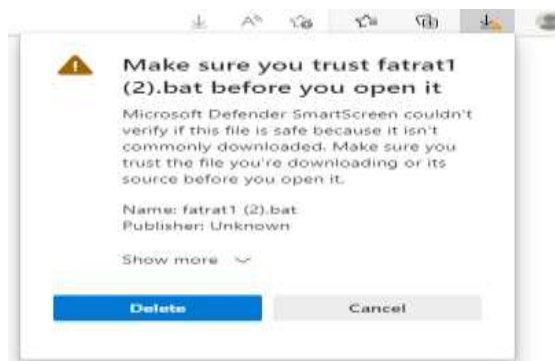 Make sure you trust fatrat1
(2).bat before you open it
Microsoft Defender SmartScreen couldn't
verify if this file is safe because it isn't
commonly downloaded. Make sure you
trust the file you're downloading or its
source before you open it.
Name: fatrat1 (2).bat
Publisher: Unknown
Show more
Delete
Cancel